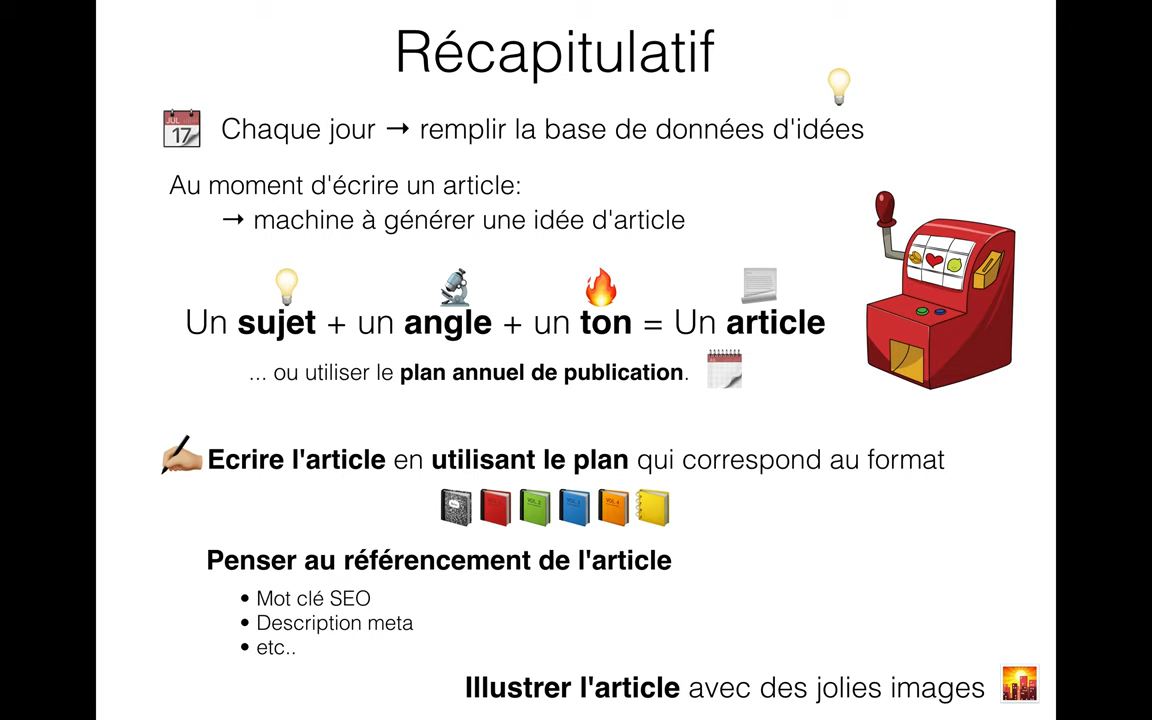 Récapitulatif
JUL
17
Chaque jour → remplir la base de données d'idées
Au moment d'écrire un article:
→ machine à générer une idée d'article
Un sujet + un angle + un ton = Un article
... ou utiliser le plan annuel de publication.
Ecrire l'article en utilisant le plan qui correspond au format
Penser au référencement de l'article
• Mot clé SEO
• Description meta
• etc..
Illustrer l'article avec des jolies images